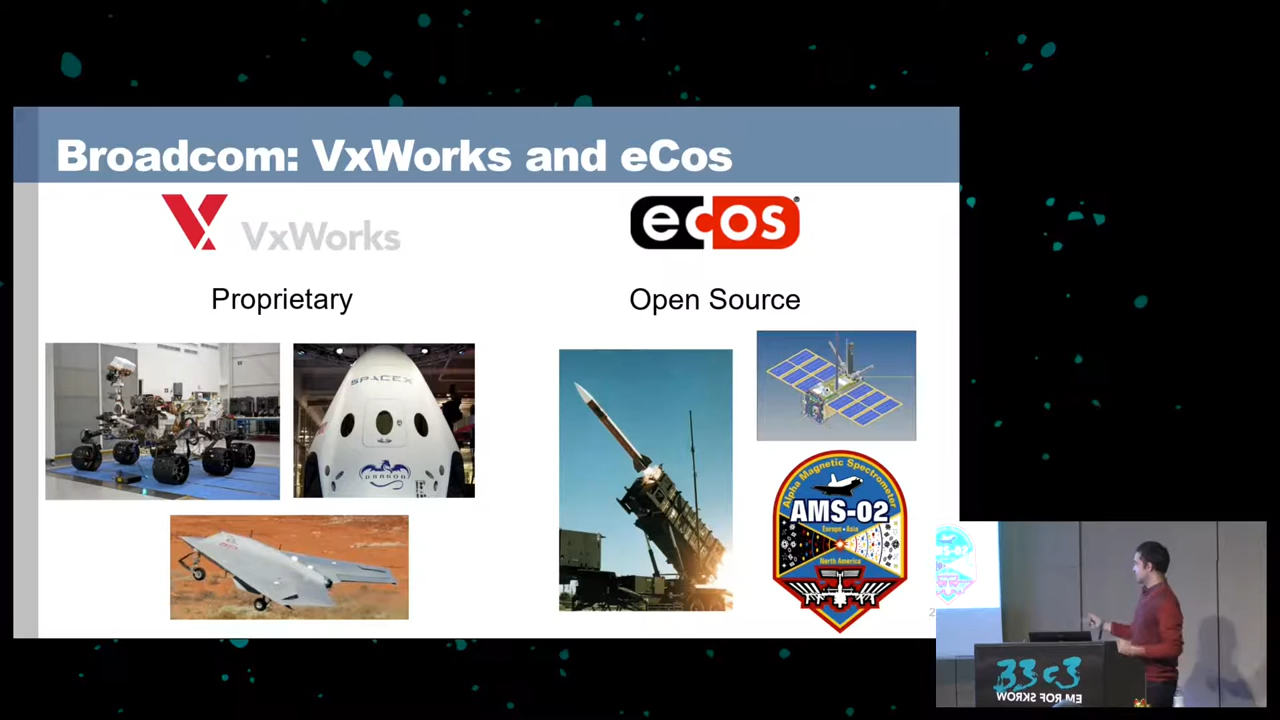 Broadcom: VxWorks and eCos
VxWorks
ecos®
Proprietary
Open Source
SPACEX
DRAGON
Alpha Magnetic Spectrometer
AMS-02
Europe • Asia
North America
33c3
WORKS FOR ME